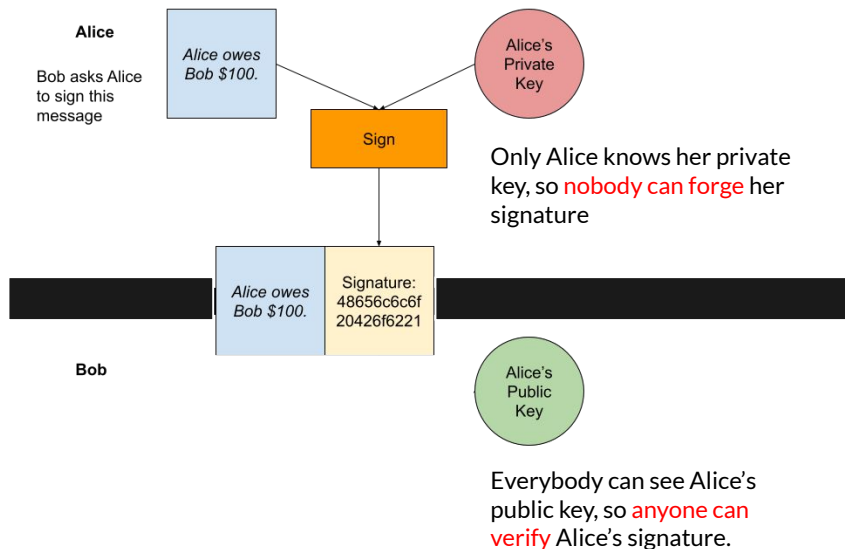 Alice
Bob asks Alice
to sign this
message
Alice owes
Bob $100.
Alice's
Private
Key
Sign
Only Alice knows her private
key, so nobody can forge her
signature
Alice owes
Bob $100.
Signature:
48656c6c6f
20426f6221
Bob
Alice's
Public
Key
Everybody can see Alice's
public key, so anyone can
verify Alice's signature.